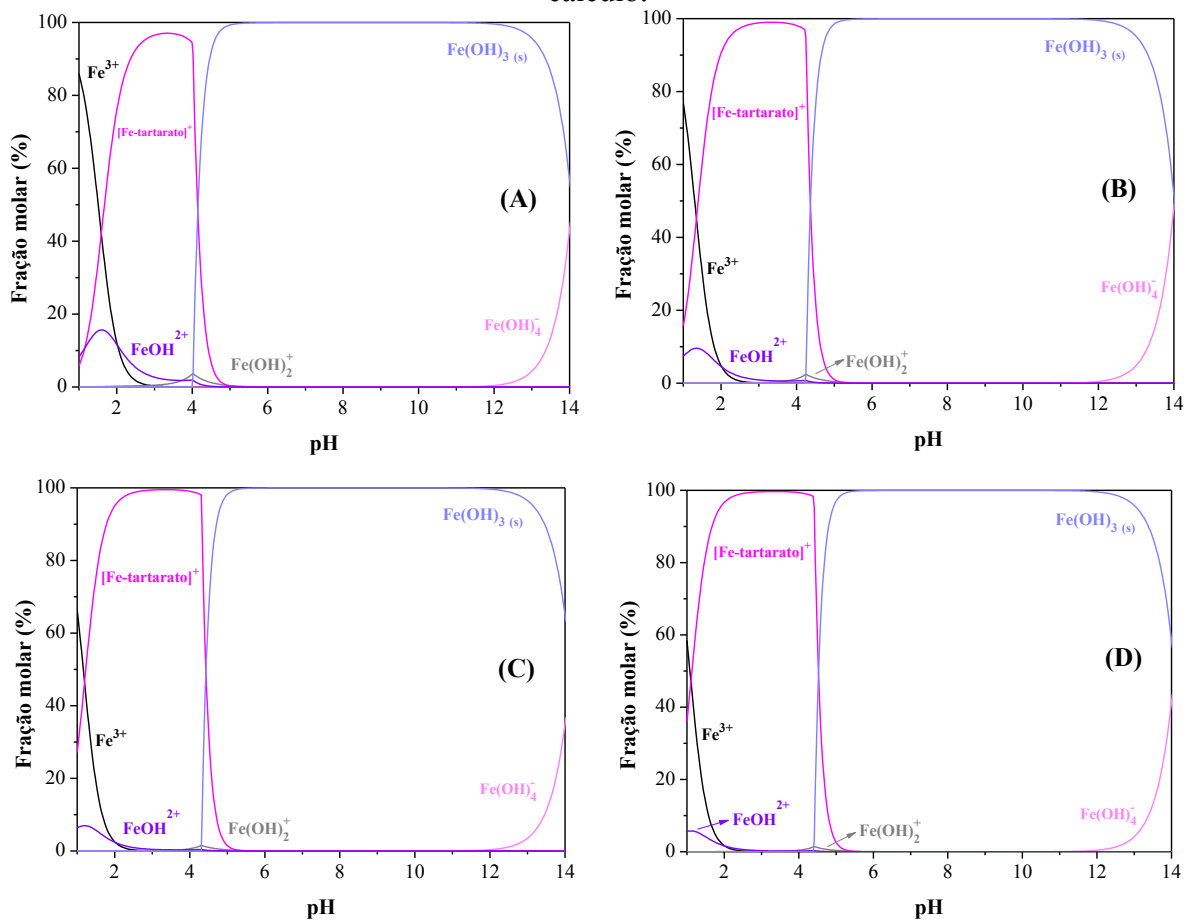 cálculo.
100
80
60
40
20
0
Fração molar (%)
Fe3+
[Fe-tartarato]+
Fe(OH)3 (s)
(A)
FeOH2+
Fe(OH)2+
Fe(OH)4-
2 4 6 8 10 12 14
pH
100
80
60
40
20
0
Fração molar (%)
[Fe-tartarato]+
Fe(OH)3 (s)
(B)
Fe3+
FeOH2+
Fe(OH)2+
Fe(OH)4-
2 4 6 8 10 12 14
pH
100
80
60
40
20
0
Fração molar (%)
[Fe-tartarato]+
Fe(OH)3 (s)
(C)
Fe3+
FeOH2+
Fe(OH)2+
Fe(OH)4-
2 4 6 8 10 12 14
pH
100
80
60
40
20
0
Fração molar (%)
[Fe-tartarato]+
Fe(OH)3 (s)
(D)
Fe3+
FeOH2+
Fe(OH)2+
Fe(OH)4-
2 4 6 8 10 12 14
pH